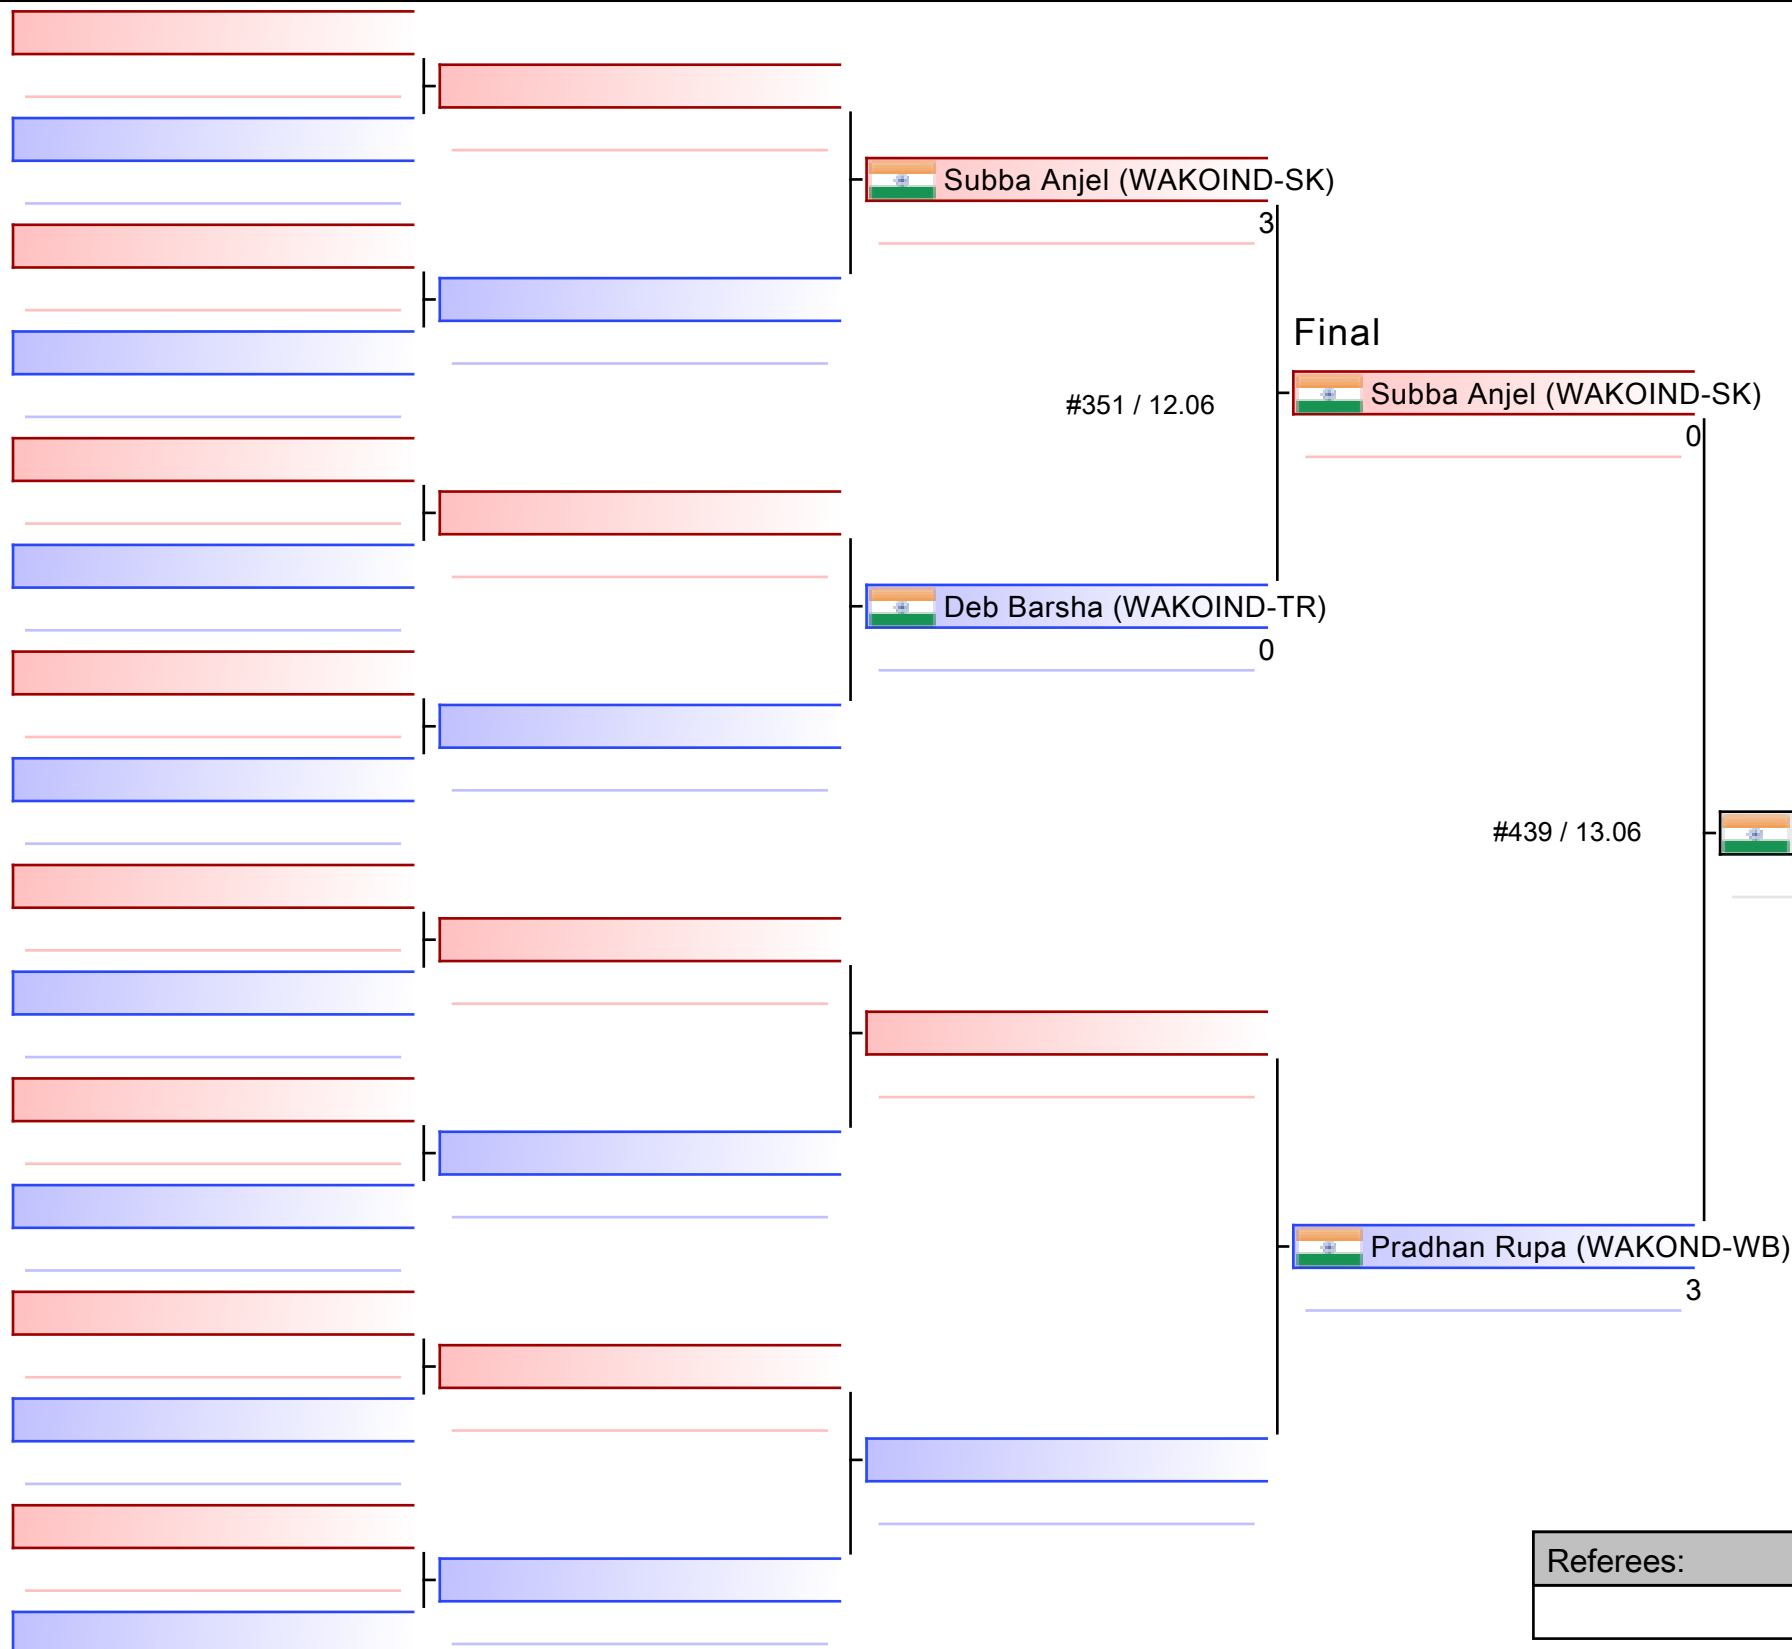 Subba Anjel (WAKOIND-SK)
3
Final
Subba Anjel (WAKOIND-SK)
#351 / 12.06
0
Deb Barsha (WAKOIND-TR)
0
#439 / 13.06
Pradhan Rupa (WAKOND-WB)
3
Referees: